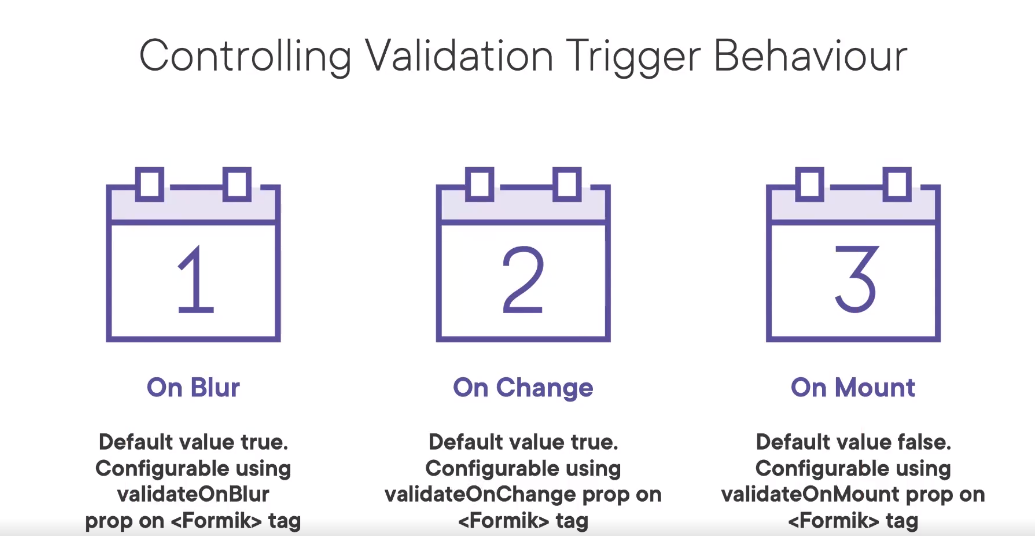 Controlling Validation Trigger Behaviour
1
2
3
On Blur
Default value true.
Configurable using
validateOnBlur
prop on <Formik> tag
On Change
Default value true.
Configurable using
validateOnChange prop on
<Formik> tag
On Mount
Default value false.
Configurable using
validateOnMount prop on
<Formik> tag